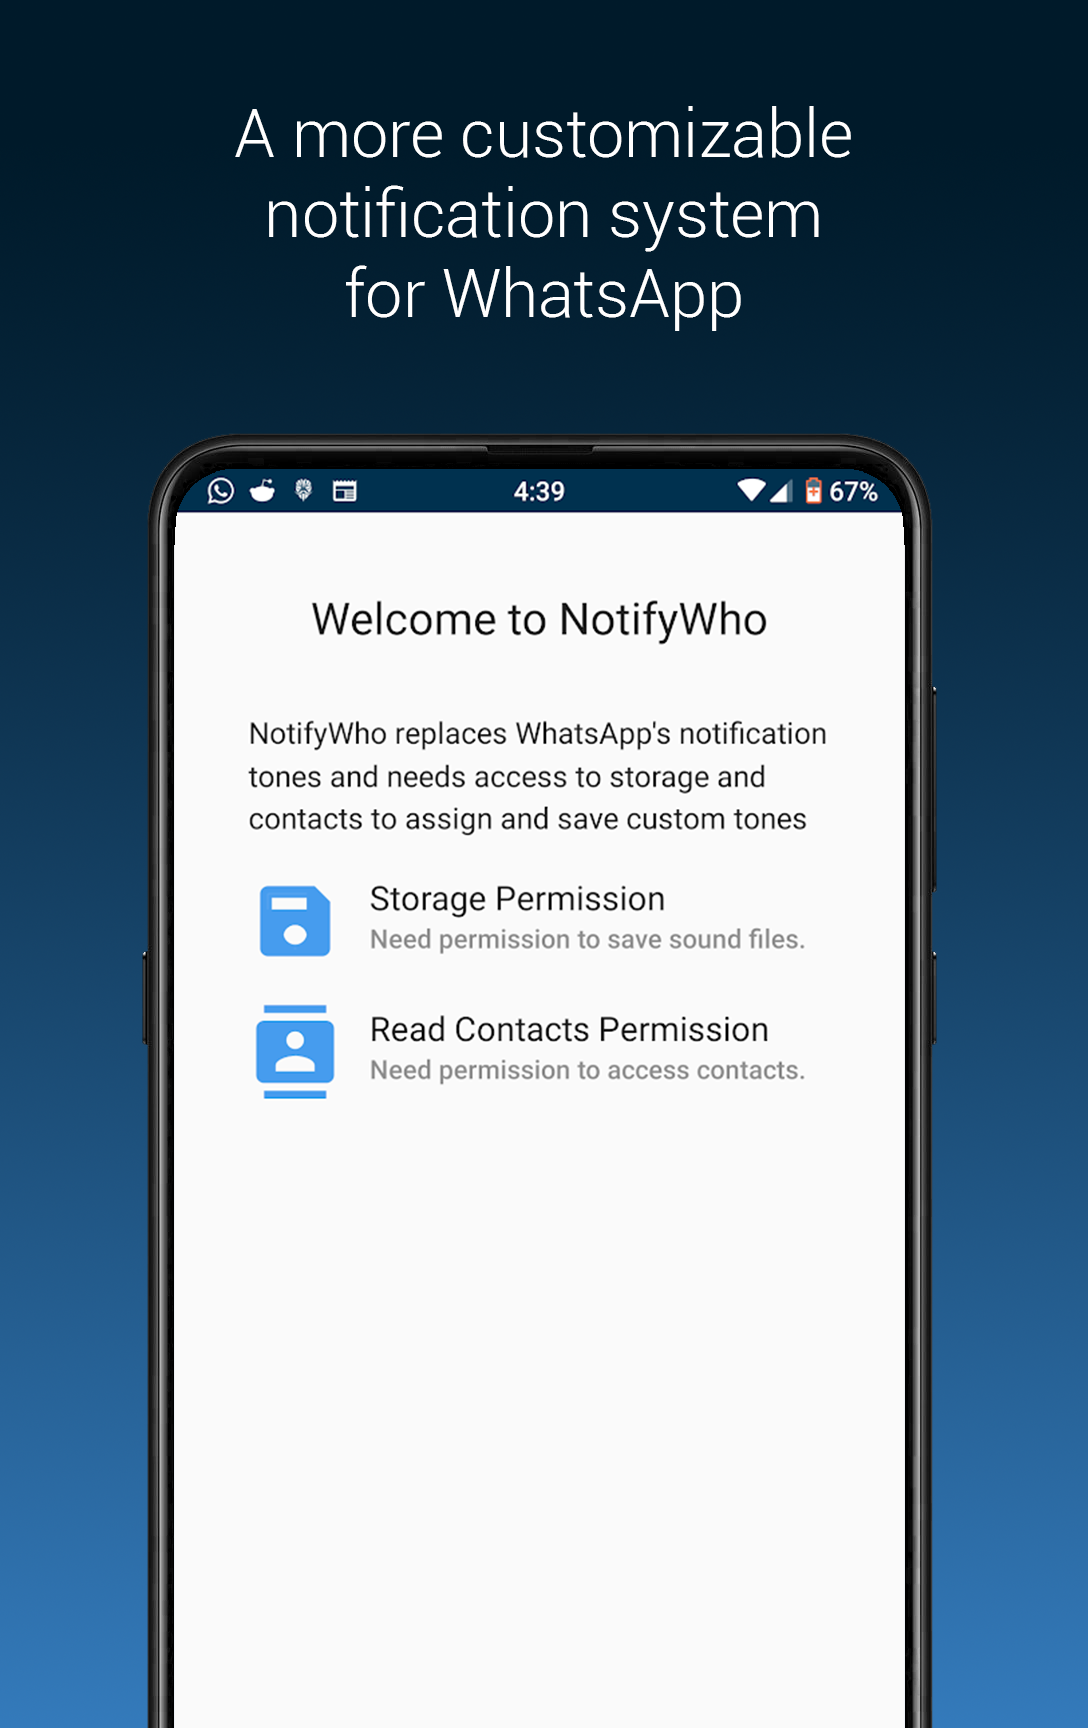 A more customizable
notification system
for WhatsApp
4:39
67%
Welcome to NotifyWho
NotifyWho replaces WhatsApp's notification
tones and needs access to storage and
contacts to assign and save custom tones
Storage Permission
Need permission to save sound files.
Read Contacts Permission
Need permission to access contacts.